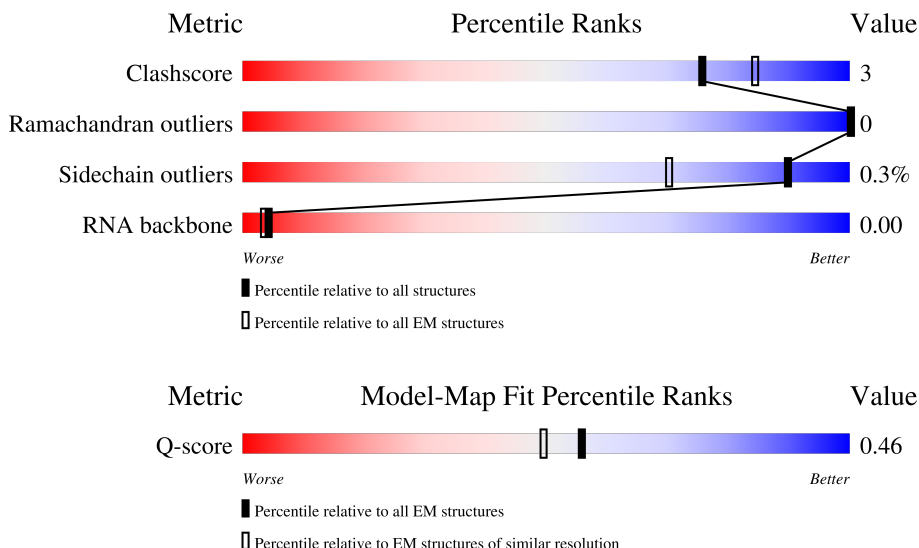 Metric Percentile Ranks Value
Clashscore 3
Ramachandran outliers 0
Sidechain outliers 0.3%
RNA backbone 0.00
Worse Better
Percentile relative to all structures
Percentile relative to all EM structures
Metric Model-Map Fit Percentile Ranks Value
Q-score 0.46
Worse Better
Percentile relative to all EM structures
Percentile relative to EM structures of similar resolution